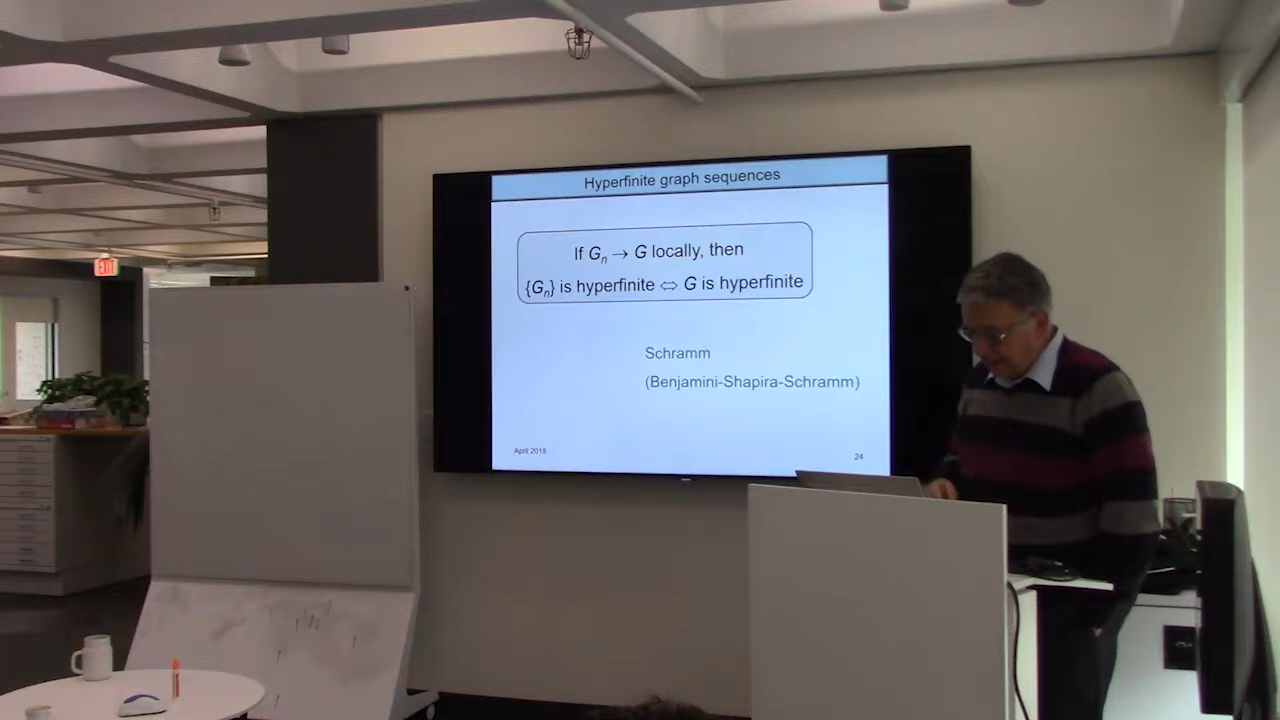 Hyperfinite graph sequences
If Gₙ → G locally, then
{Gₙ} is hyperfinite ⇔ G is hyperfinite
Schramm
(Benjamini-Shapira-Schramm)
April 2018
24
EXIT